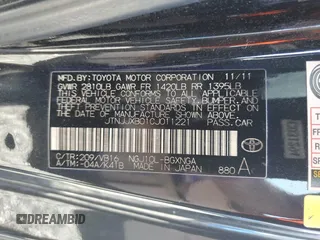 MFD.BY: TOYOTA MOTOR CORPORATION 11/11
GVWR 2810LB GAWR FR 1420LB RR 1395LB
THIS VEHICLE CONFORMS TO ALL APPLICABLE
FEDERAL MOTOR VEHICLE SAFETY, BUMPER, AND
THEFT PREVENTION STANDARDS IN EFFECT ON
THE DATE OF MANUFACTURE SHOWN ABOVE.
JTNJJXB01CJ011221 PASS.CAR
C/TR:209/VB16 NGJ10L-BGXNGA
A/TM:-04A/K41B MADE IN JAPAN 880 A